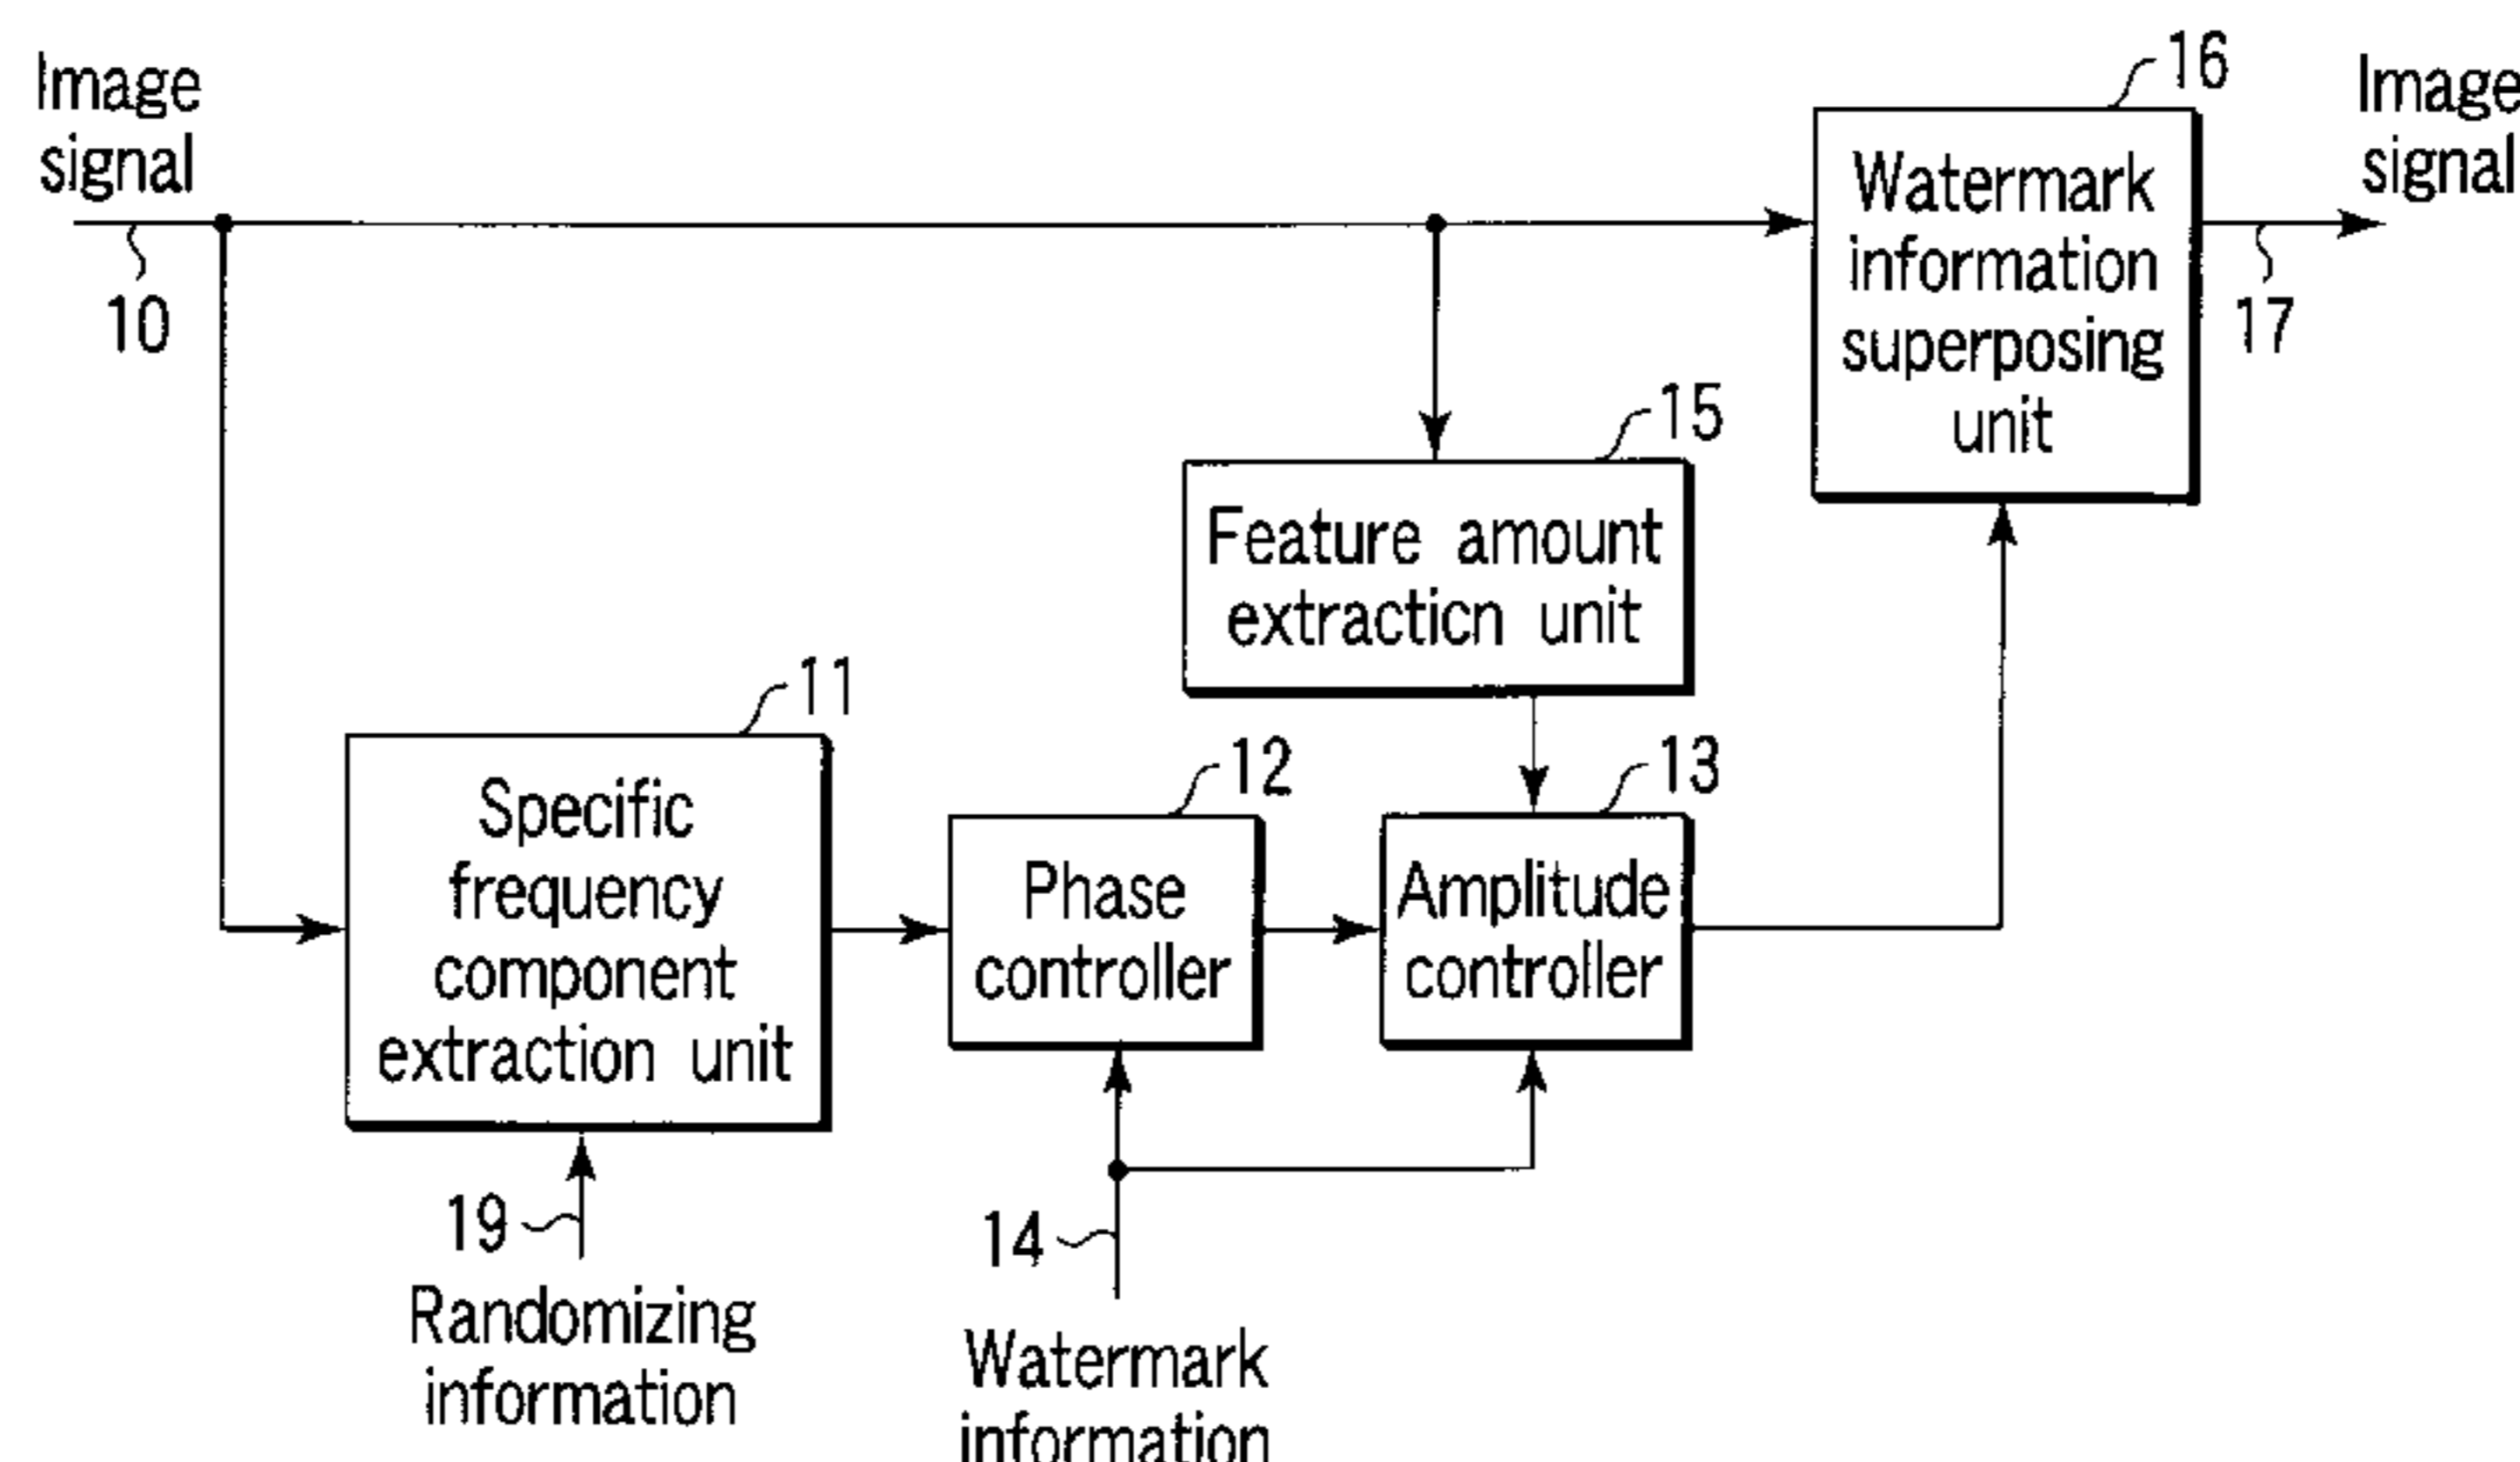 Image
signal
10
16
Watermark
information
superposing
unit
Image
signal
17
15
Feature amount
extracticn unit
11
Specific
frequency
component
extraction unit
12
Phase
controller
13
Amplitude
controller
19
Randomizing
information
14
Watermark
information